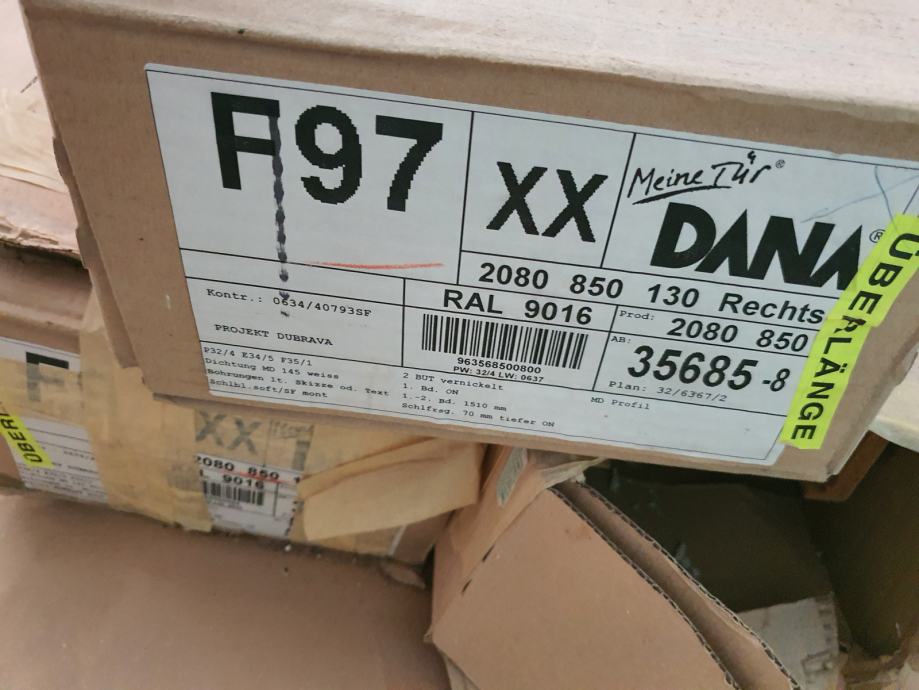 F97
XX
Meine Tür®
DANA®
2080 850 130 Rechts
Kontr.: 0634/40793SF
RAL 9016
Prod: 2080 850
PROJEKT DUBRAVA
963568500800
PW: 32/4 LW: 0637
AB: 35685-8
Plan: 32/6367/2
P32/4 E34/5 F35/1
Dichtung MD 145 weiss
Bohrungen lt. Skizze od. Text
Schlbl.soft/SF mont
2 BUT vernickelt
1. Bd. ON
1.-2. Bd. 1510 mm
Schlfrsg. 70 mm tiefer ON
MD Profil
ÜBERLÄNGE
F
XX
2080 850 1
9016
ÜBER